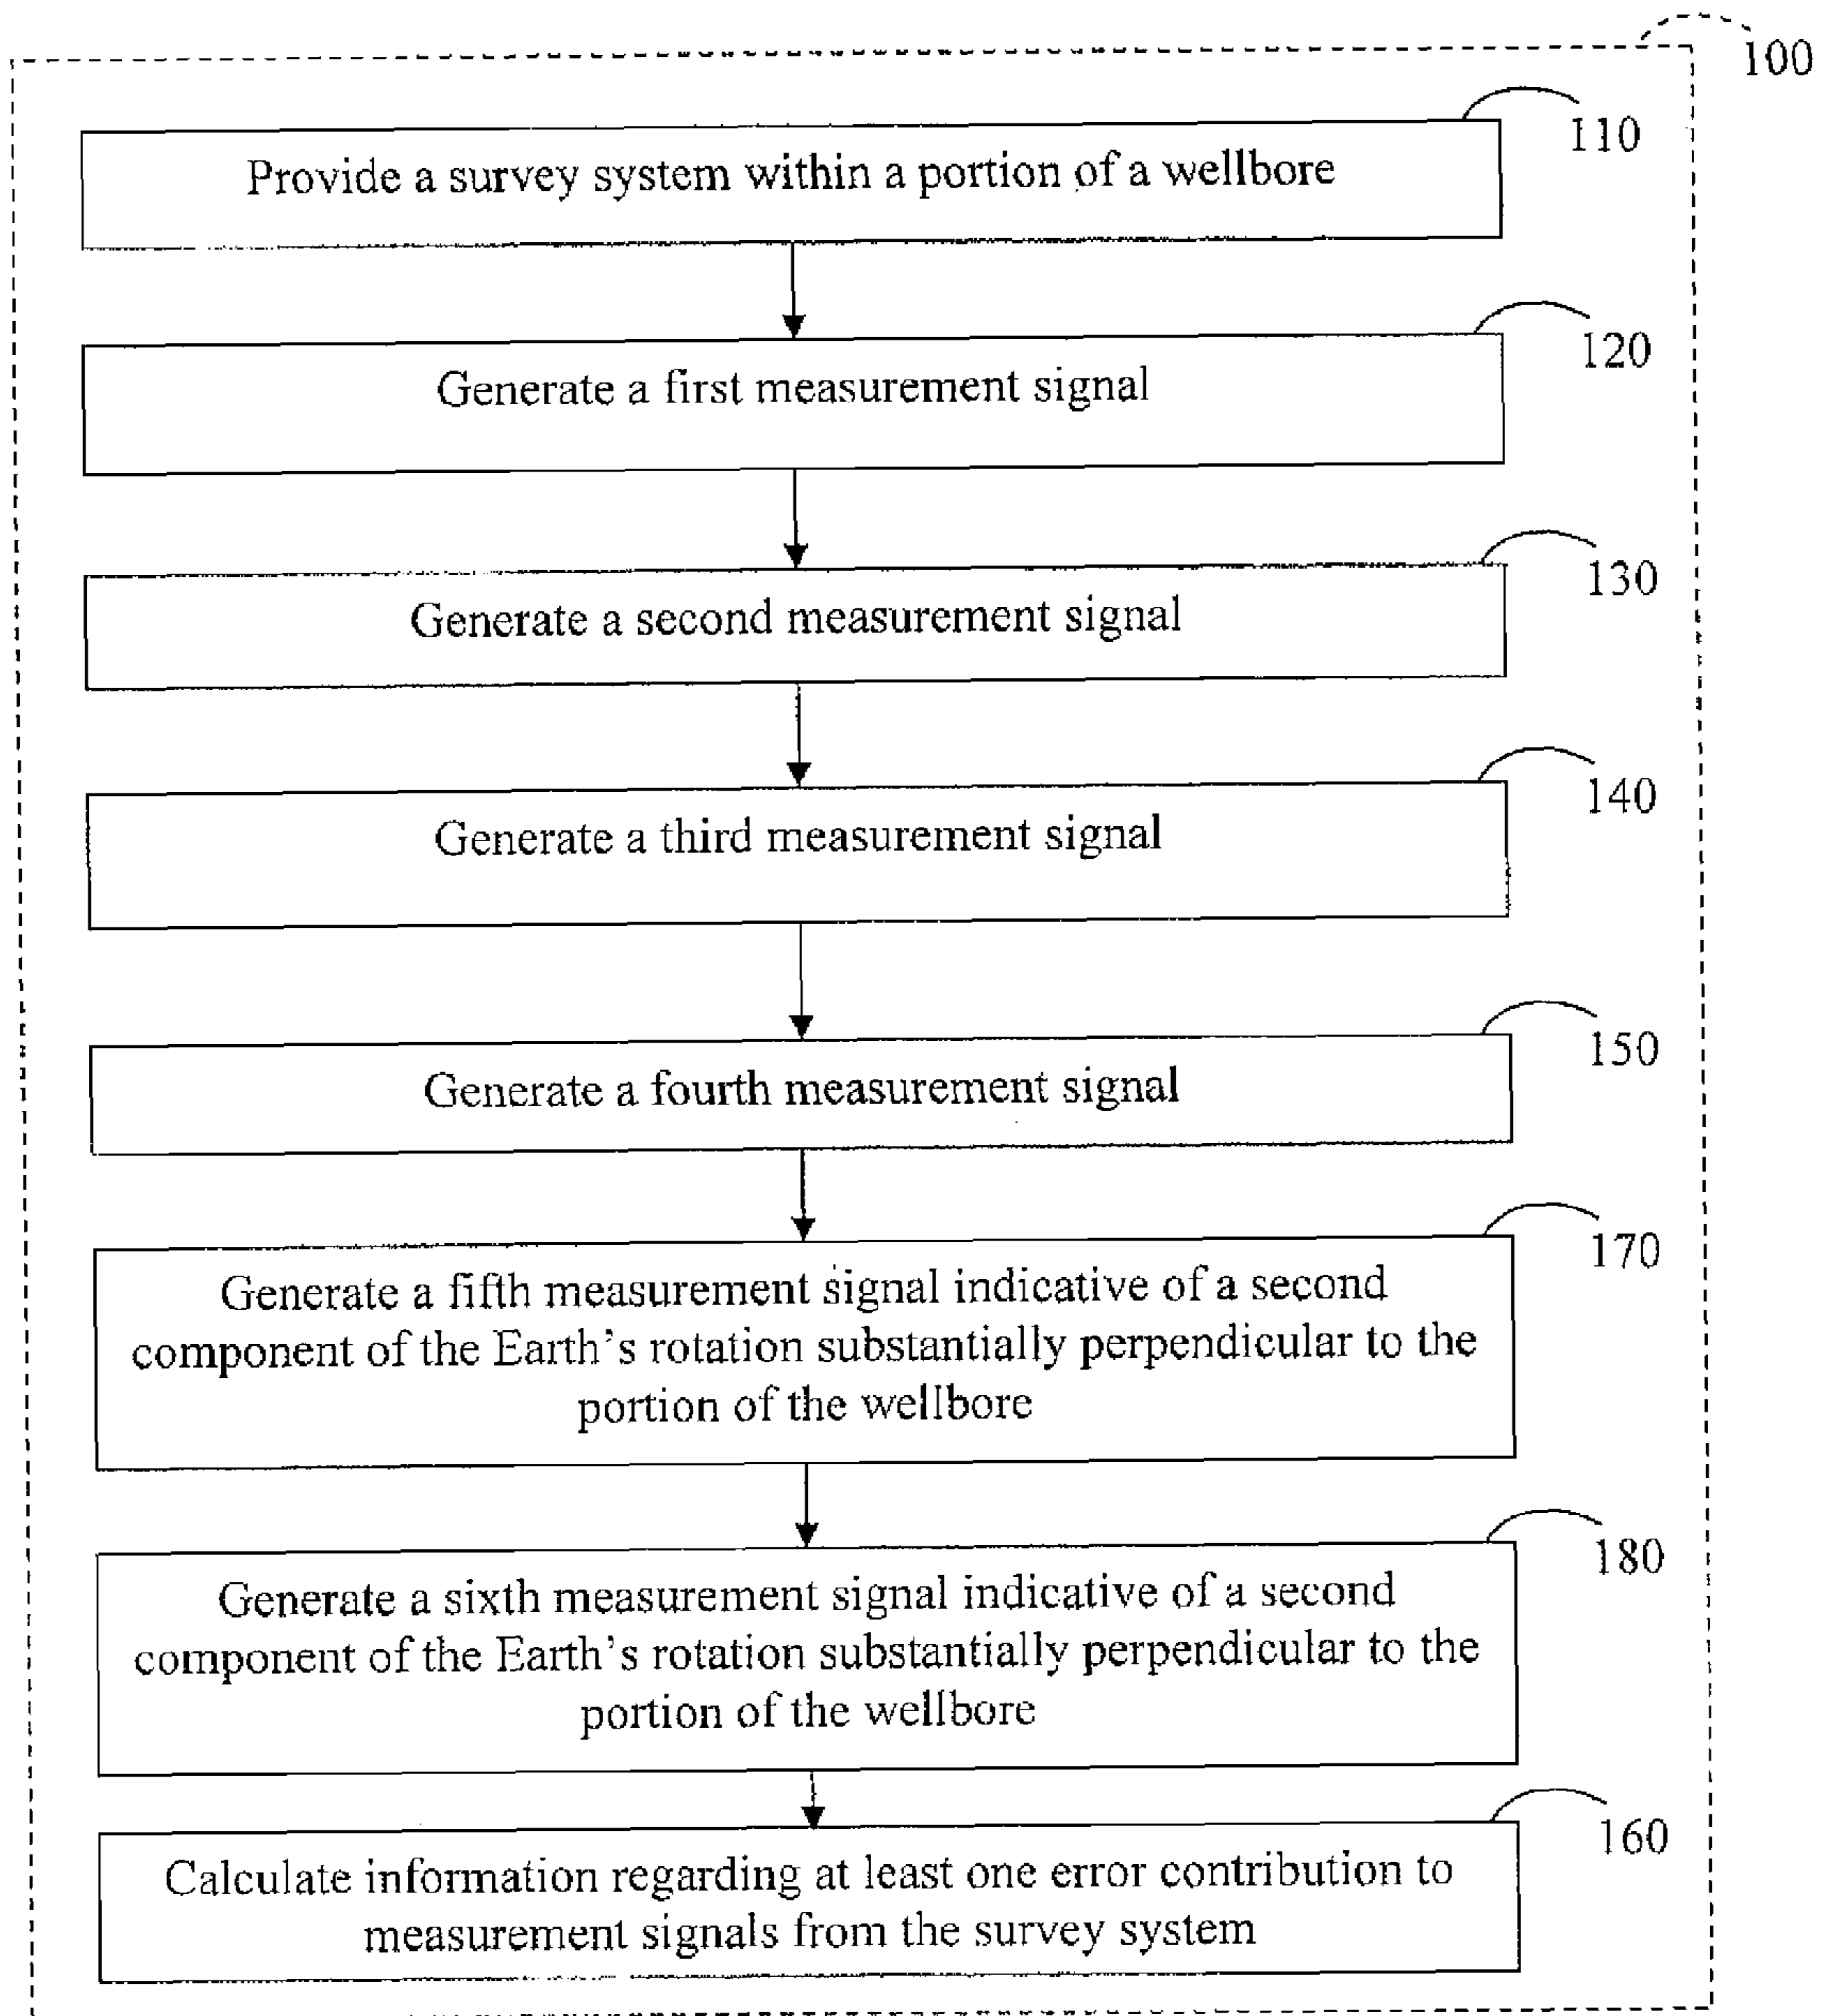 100
110
Provide a survey system within a portion of a wellbore
120
Generate a first measurement signal
130
Generate a second measurement signal
140
Generate a third measurement signal
150
Generate a fourth measurement signal
170
Generate a fifth measurement signal indicative of a second
component of the Earth's rotation substantially perpendicular to the
portion of the wellbore
180
Generate a sixth measurement signal indicative of a second
component of the Earth's rotation substantially perpendicular to the
portion of the wellbore
160
Calculate information regarding at least one error contribution to
measurement signals from the survey system